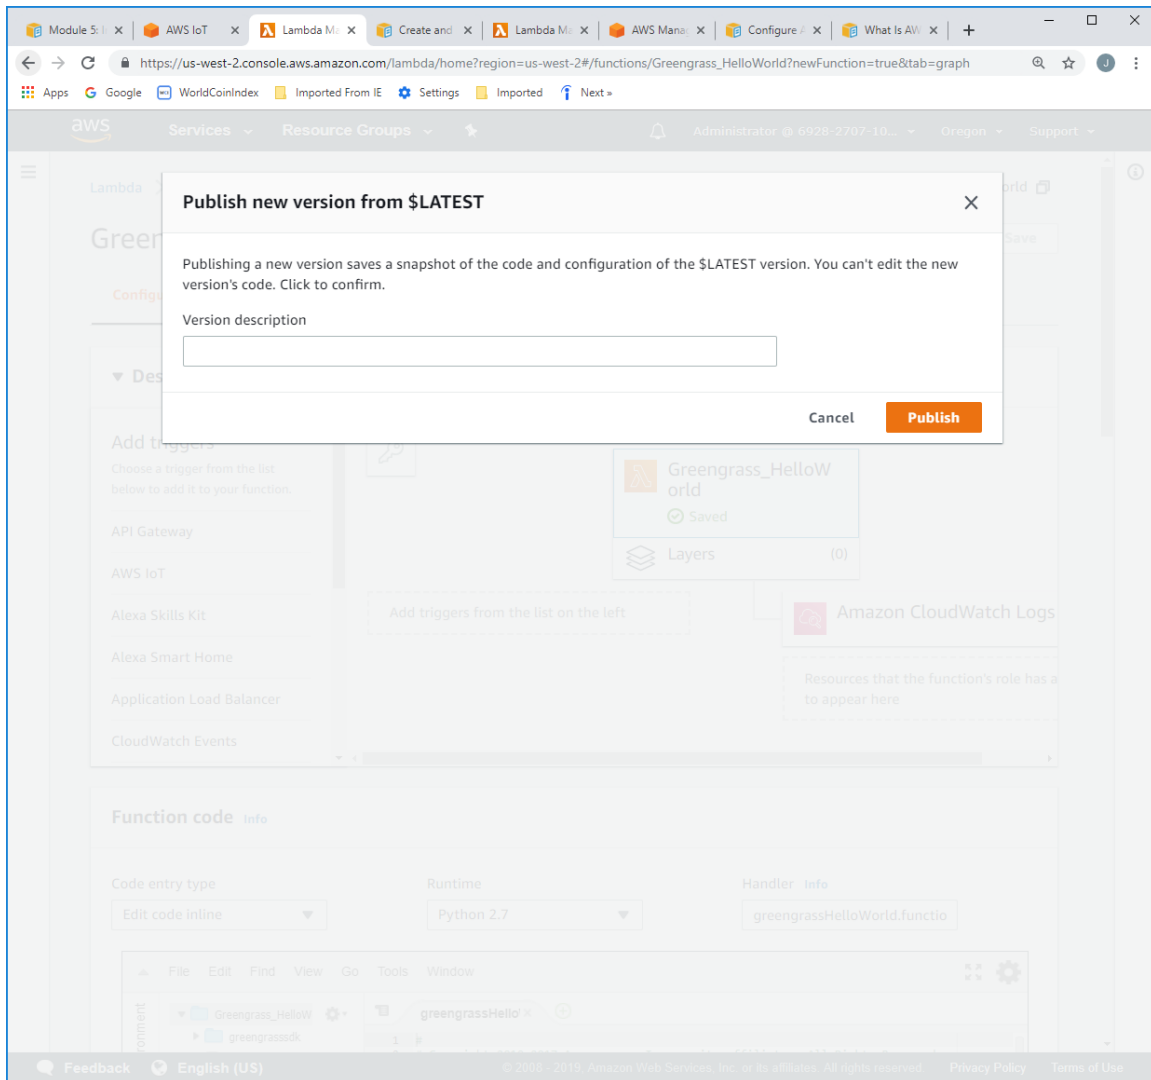 Module 5: I
AWS IoT
Lambda Ma
Create and
Lambda Ma
AWS Mana
Configure A
What Is AW
https://us-west-2.console.aws.amazon.com/lambda/home?region=us-west-2#/functions/Greengrass_HelloWorld?newFunction=true&tab=graph
J
Apps
Google
WorldCoinIndex
Imported From IE
Settings
Imported
Next »
aws
Services
Resource Groups
Administrator @ 6928-2707-10...
Oregon
Support
Lambda
orld
Publish new version from $LATEST
Green
Save
Publishing a new version saves a snapshot of the code and configuration of the $LATEST version. You can't edit the new
version's code. Click to confirm.
Configu
Version description
Des
Cancel
Publish
Add triggers
Choose a trigger from the list
below to add it to your function.
API Gateway
AWS IoT
Alexa Skills Kit
Alexa Smart Home
Application Load Balancer
CloudWatch Events
Greengrass_HelloW
orld
Saved
Layers
(0)
Add triggers from the list on the left
Amazon CloudWatch Logs
Resources that the function's role has a
to appear here
Function code Info
Code entry type
Runtime
Handler Info
Edit code inline
Python 2.7
greengrassHelloWorld.functio
File Edit Find View Go Tools Window
ronment
Greengrass_HelloW
greengrasssdk
greengrassHello
1 #
Feedback
English (US)
© 2008 - 2019, Amazon Web Services, Inc. or its affiliates. All rights reserved.
Privacy Policy
Terms of Use